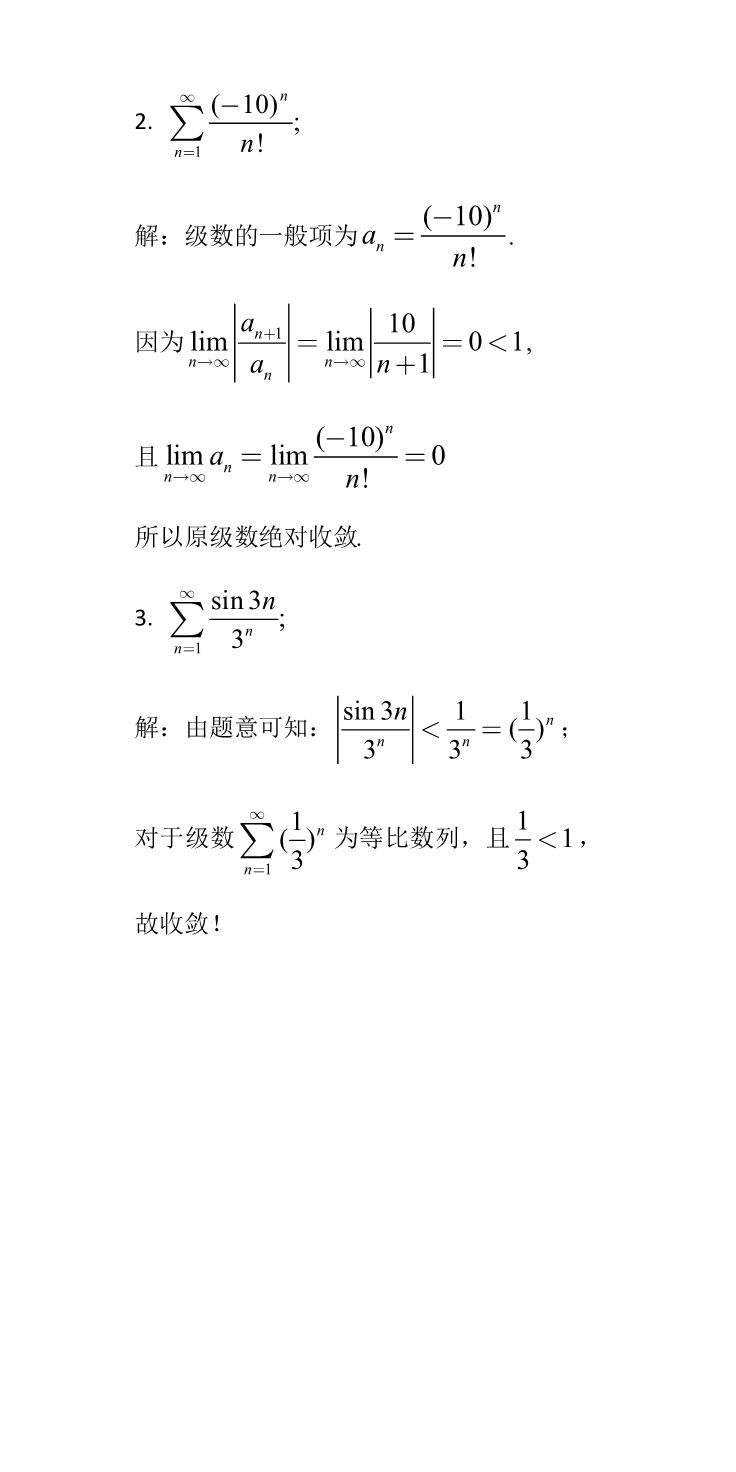 2. \sum_{n=1}^{\infty} \frac{(-10)^n}{n!};
解：级数的一般项为 a_n = \frac{(-10)^n}{n!}.
因为 \lim_{n \to \infty} \left| \frac{a_{n+1}}{a_n} \right| = \lim_{n \to \infty} \left| \frac{10}{n+1} \right| = 0 < 1,
且 \lim_{n \to \infty} a_n = \lim_{n \to \infty} \frac{(-10)^n}{n!} = 0
所以原级数绝对收敛.
3. \sum_{n=1}^{\infty} \frac{\sin 3n}{3^n};
解：由题意可知：\left| \frac{\sin 3n}{3^n} \right| < \frac{1}{3^n} = (\frac{1}{3})^n；
对于级数 \sum_{n=1}^{\infty} (\frac{1}{3})^n 为等比数列，且 \frac{1}{3} < 1，
故收敛！